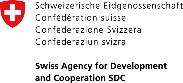 Schweizerische Eidgenossenschaft
Confédération suisse
Confederazione Svizzera
Confederaziun svizra
Swiss Agency for Development
and Cooperation SDC